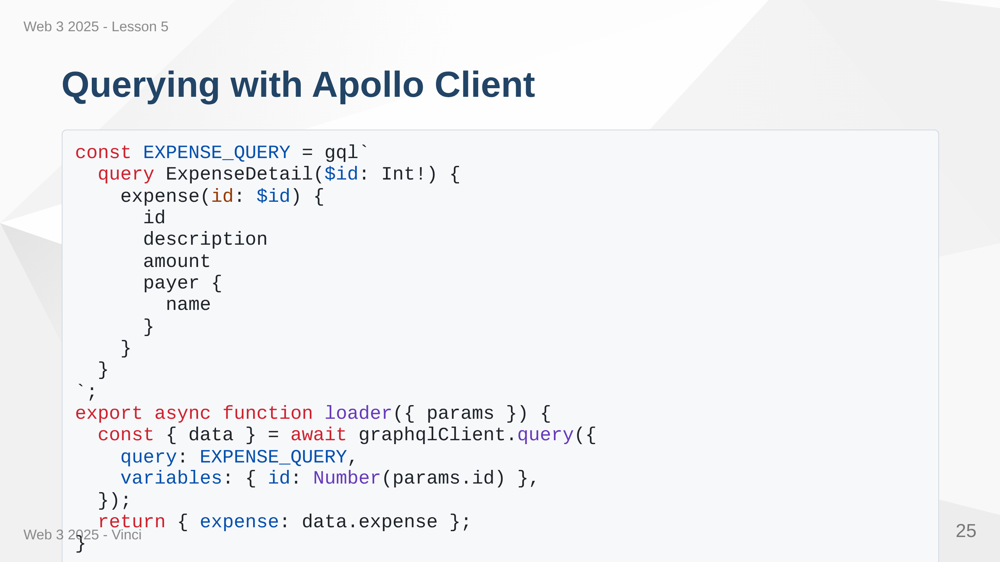 Web 3 2025 - Lesson 5
Querying with Apollo Client
const EXPENSE_QUERY = gql`
  query ExpenseDetail($id: Int!) {
    expense(id: $id) {
      id
      description
      amount
      payer {
        name
      }
    }
  }
`;
export async function loader({ params }) {
  const { data } = await graphqlClient.query({
    query: EXPENSE_QUERY,
    variables: { id: Number(params.id) },
  });
  return { expense: data.expense };
}
Web 3 2025 - Vinci
25